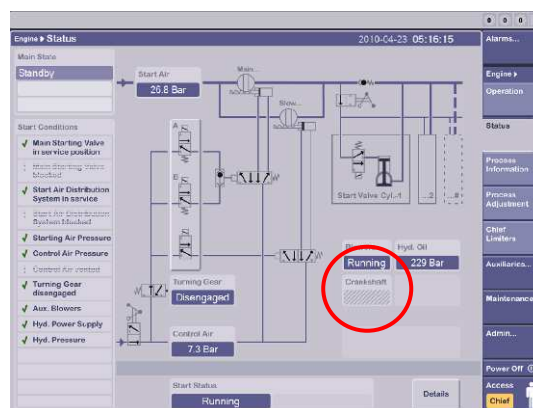 0 0 0
Engine ▸ Status
2010-04-23 05:16:15
Alarms...
Main State
Standby
Start Air
26.8 Bar
Main...
Slow...
Engine ▸
Operation
Status
Process
Information
Process
Adjustment
Chief
Limiters
Auxiliaries...
Maintenance
Admin...
Power Off
Access
Chief
Start Conditions
✓ Main Starting Valve
in service position
Main Starting Valve
blocked
✓ Start Air Distribution
System in service
Start Air Distribution
System blocked
✓ Starting Air Pressure
✓ Control Air Pressure
Control Air vented
✓ Turning Gear
disengaged
✓ Aux. Blowers
✓ Hyd. Power Supply
✓ Hyd. Pressure
A
B
Start Valve Cyl.:1
...2
Hyd. Oil
Running
229 Bar
Crankshaft
Turning Gear
Disengaged
Control Air
7.3 Bar
Start Status
Running
Details